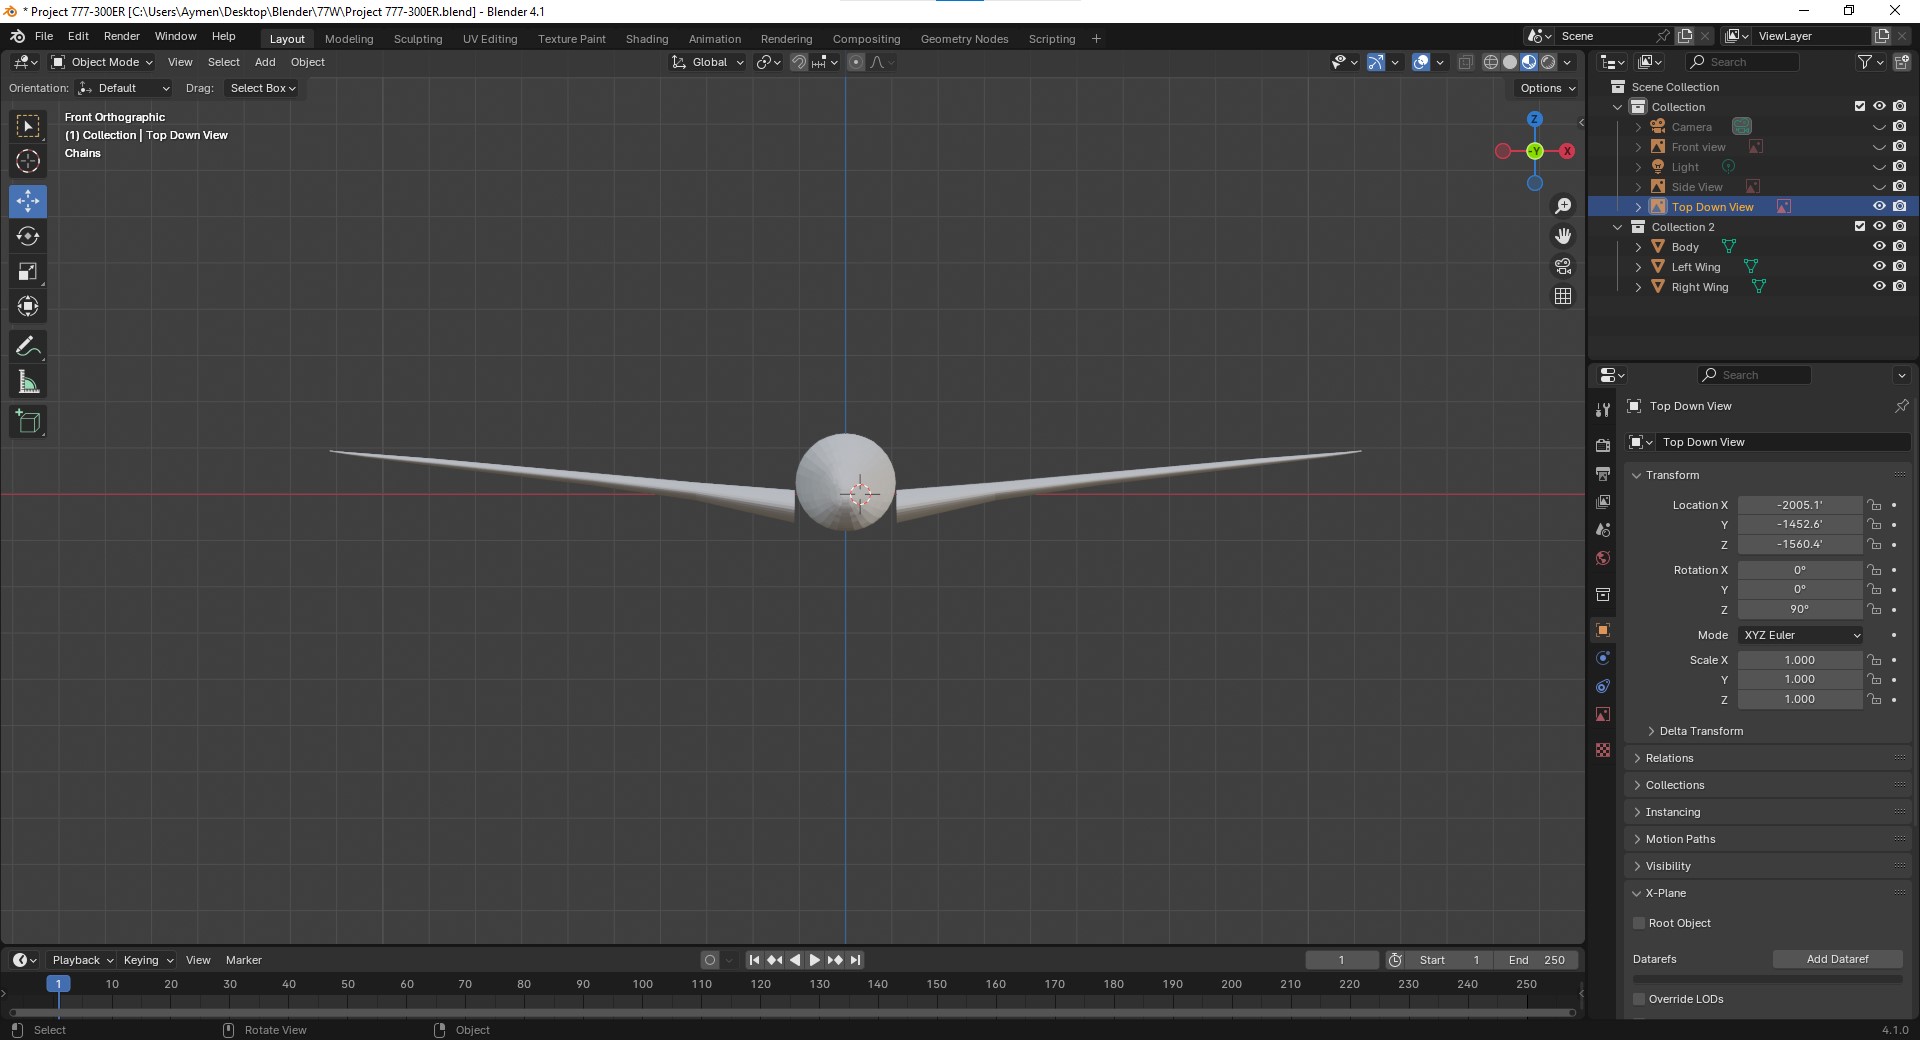 * Project 777-300ER [C:\Users\Aymen\Desktop\Blender\77W\Project 777-300ER.blend] - Blender 4.1
File Edit Render Window Help Layout Modeling Sculpting UV Editing Texture Paint Shading Animation Rendering Compositing Geometry Nodes Scripting + Scene ViewLayer
Object Mode View Select Add Object Global Search
Orientation: Default Drag: Select Box Options
Scene Collection
Collection
Camera
Front view
Light
Side View
Top Down View
Collection 2
Body
Left Wing
Right Wing
Front Orthographic
(1) Collection | Top Down View
Chains
Z
-Y
X
Search
Top Down View
Top Down View
Transform
Location X -2005.1'
Y -1452.6'
Z -1560.4'
Rotation X 0°
Y 0°
Z 90°
Mode XYZ Euler
Scale X 1.000
Y 1.000
Z 1.000
Delta Transform
Relations
Collections
Instancing
Motion Paths
Visibility
X-Plane
Root Object
Datarefs Add Dataref
Override LODs
Playback Keying View Marker 1 Start 1 End 250
1 10 20 30 40 50 60 70 80 90 100 110 120 130 140 150 160 170 180 190 200 210 220 230 240 250
Select Rotate View Object 4.1.0